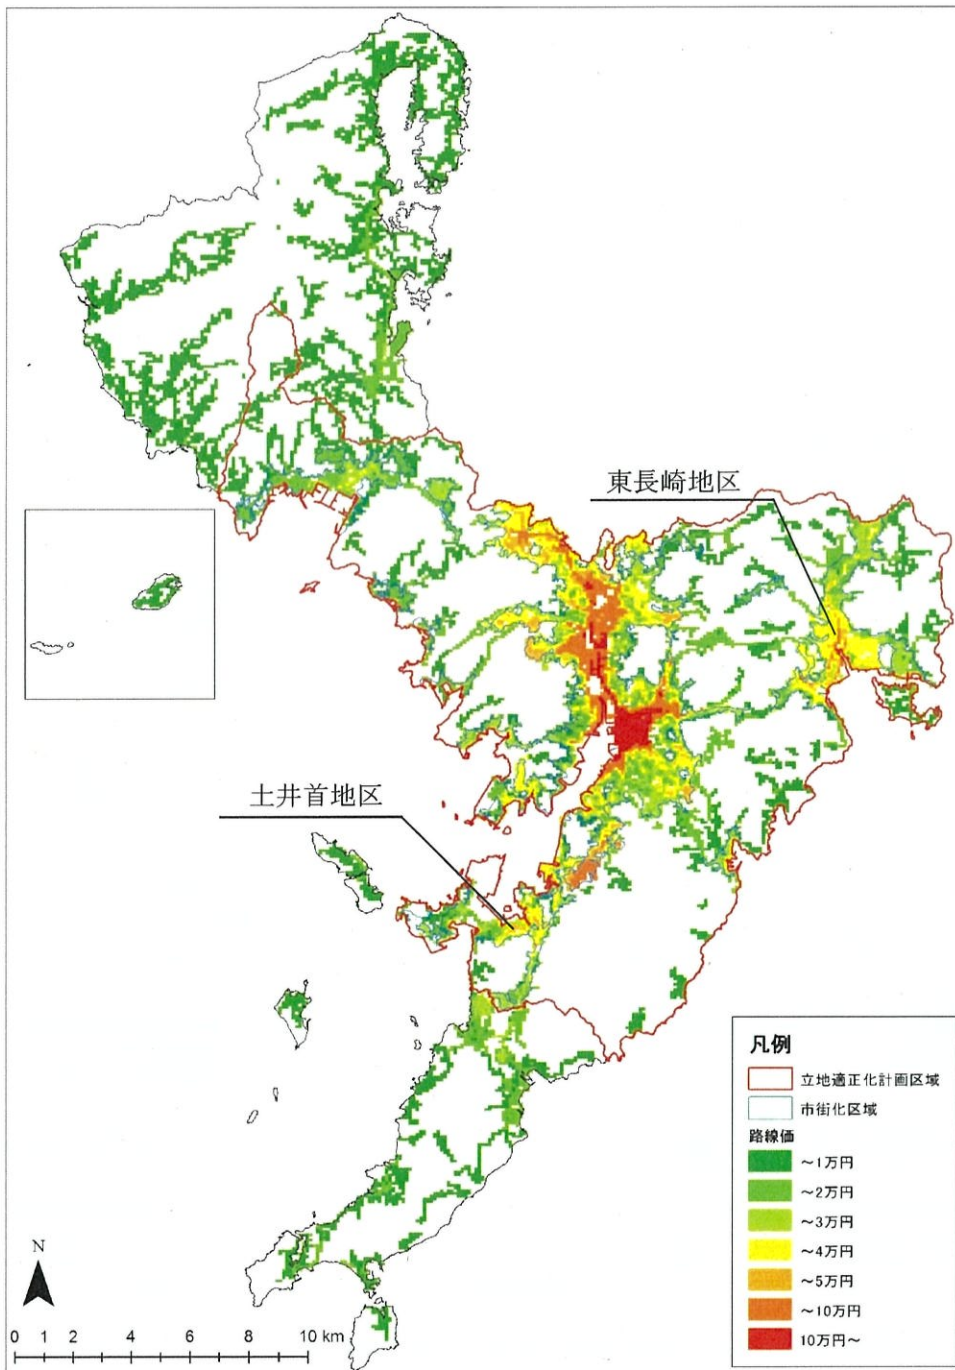 東長崎地区
土井首地区
凡例
立地適正化計画区域
市街化区域
路線価
～1万円
～2万円
～3万円
～4万円
～5万円
～10万円
10万円～
N
0 1 2 4 6 8 10 km